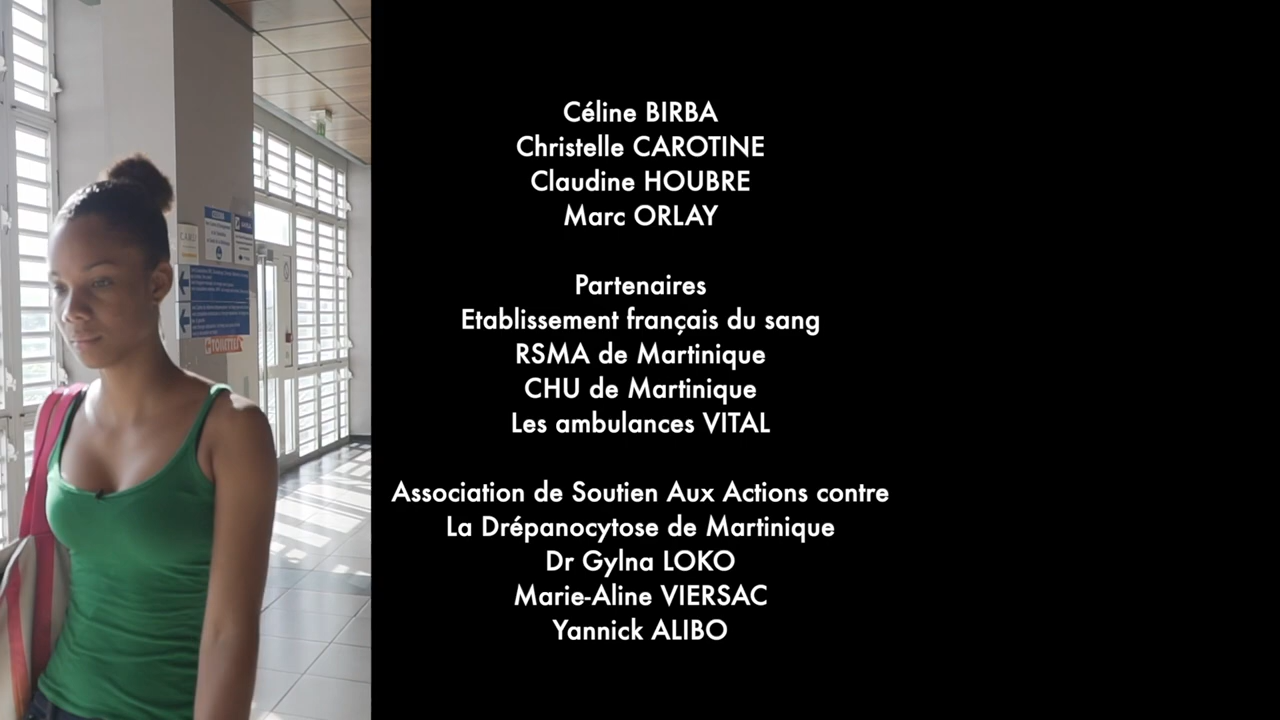 Céline BIRBA
Christelle CAROTINE
Claudine HOUBRE
Marc ORLAY
Partenaires
Etablissement français du sang
RSMA de Martinique
CHU de Martinique
Les ambulances VITAL
Association de Soutien Aux Actions contre
La Drépanocytose de Martinique
Dr Gylna LOKO
Marie-Aline VIERSAC
Yannick ALIBO